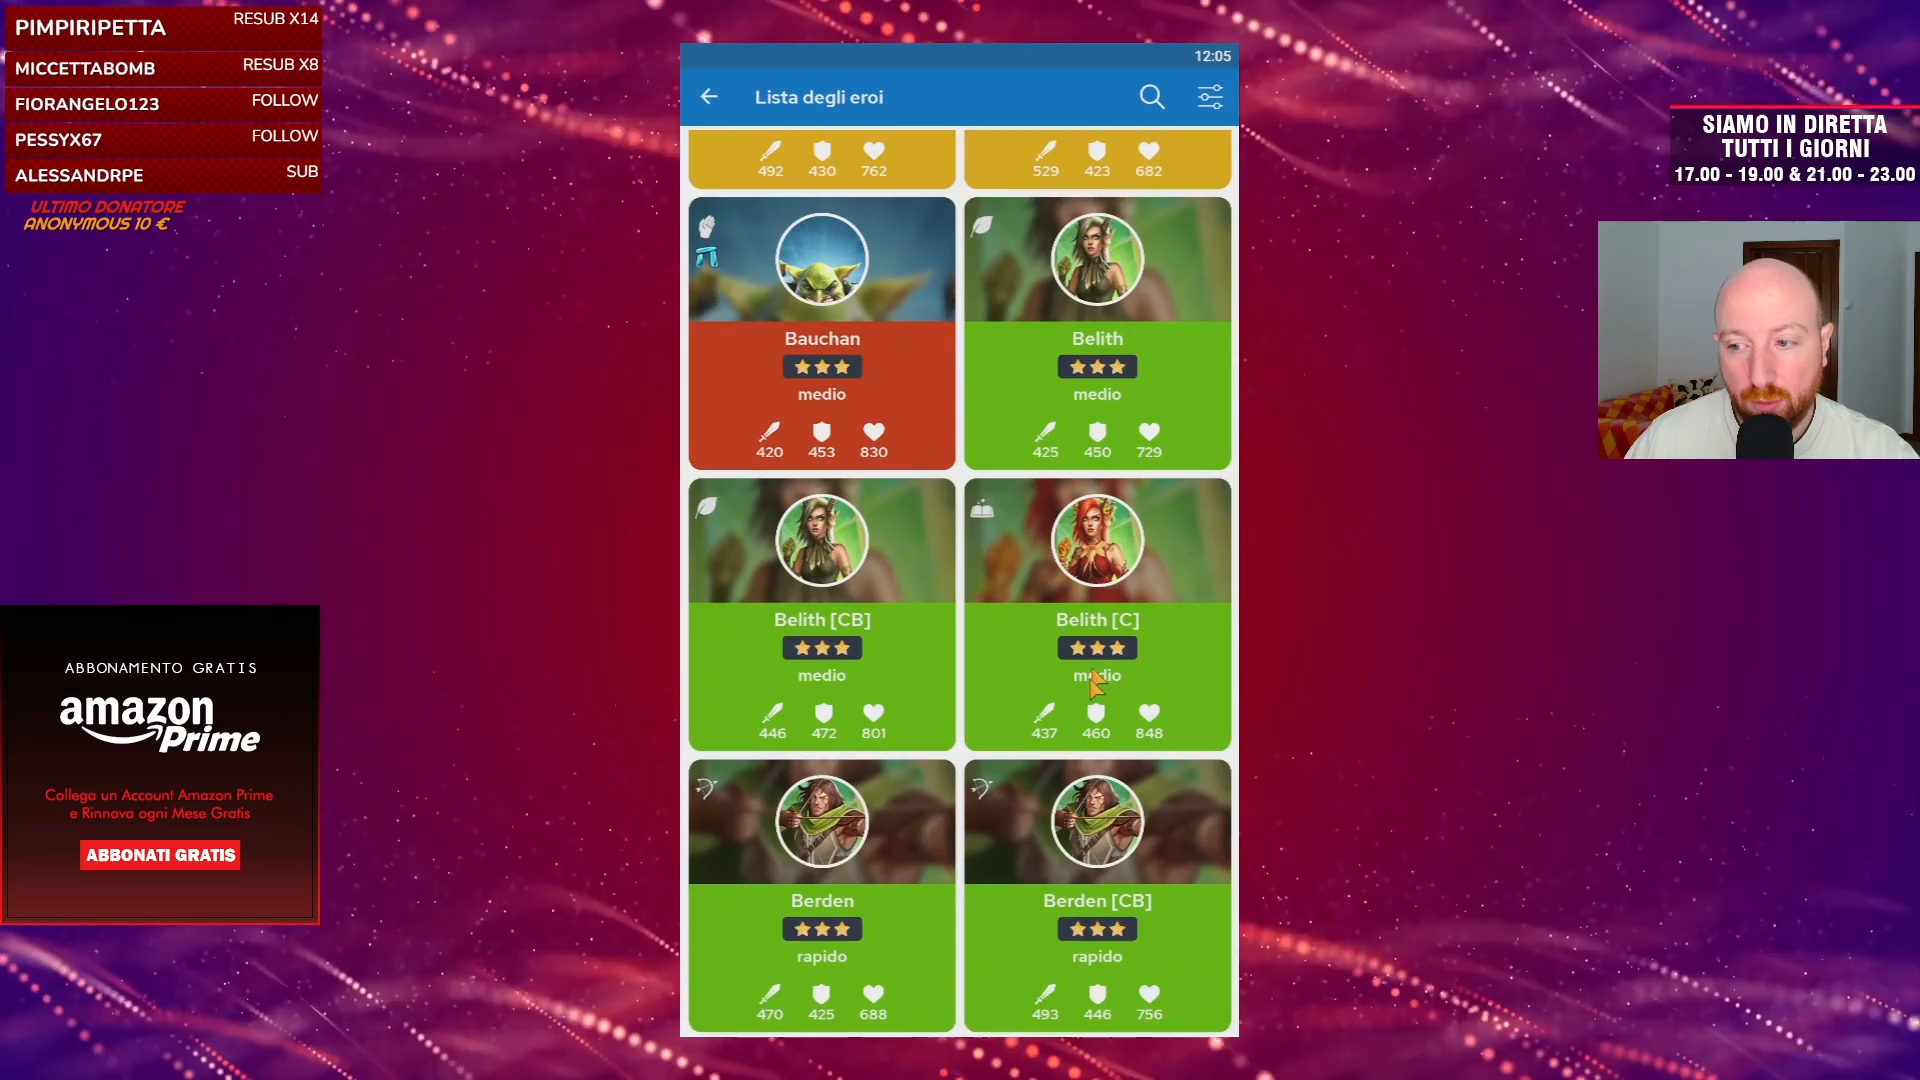 PIMPIRIPETTA RESUB X14
MICCETTABOMB RESUB X8
FIORANGELO123 FOLLOW
PESSYX67 FOLLOW
ALESSANDRPE SUB
ULTIMO DONATORE
ANONYMOUS 10 €
ABBONAMENTO GRATIS
amazon
Prime
Collega un Account Amazon Prime
e Rinnova ogni Mese Gratis
ABBONATI GRATIS
12:05
Lista degli eroi
492 430 762
529 423 682
Bauchan
medio
420 453 830
Belith
medio
425 450 729
Belith [CB]
medio
446 472 801
Belith [C]
medio
437 460 848
Berden
rapido
470 425 688
Berden [CB]
rapido
493 446 756
SIAMO IN DIRETTA
TUTTI I GIORNI
17.00 - 19.00 & 21.00 - 23.00